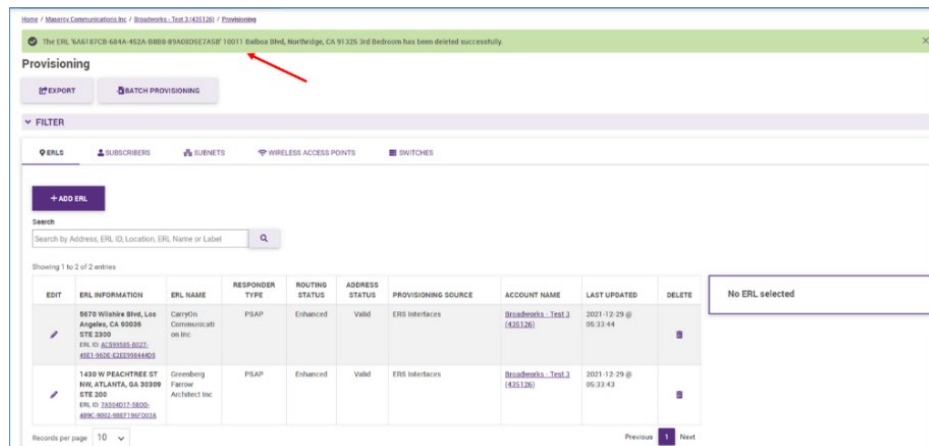 Home / Masergy Communications Inc / Broadworks - Test 3 (435126) / Provisioning
The ERL '6A6187CB-684A-452A-BBB8-89A08D5E7A5B' 10011 Balboa Blvd, Northridge, CA 91325 3rd Bedroom has been deleted successfully.
Provisioning
EXPORT
BATCH PROVISIONING
FILTER
ERLS
SUBSCRIBERS
SUBNETS
WIRELESS ACCESS POINTS
SWITCHES
+ ADD ERL
Search
Search by Address, ERL ID, Location, ERL Name or Label
Showing 1 to 2 of 2 entries
EDIT
ERL INFORMATION
ERL NAME
RESPONDER
TYPE
ROUTING
STATUS
ADDRESS
STATUS
PROVISIONING SOURCE
ACCOUNT NAME
LAST UPDATED
DELETE
No ERL selected
5670 Wilshire Blvd, Los
Angeles, CA 90036
STE 2300
ERL ID:
CarryOn
Communicati
on Inc
PSAP
Enhanced
Valid
ERS Interfaces
Broadworks - Test 3
(435126)
2021-12-29 @
05:33:44
1430 W PEACHTREE ST
NW, ATLANTA, GA 30309
STE 200
ERL ID:
Greenberg
Farrow
Architect Inc
PSAP
Enhanced
Valid
ERS Interfaces
Broadworks - Test 3
(435126)
2021-12-29 @
05:33:43
Records per page 10
Previous 1 Next